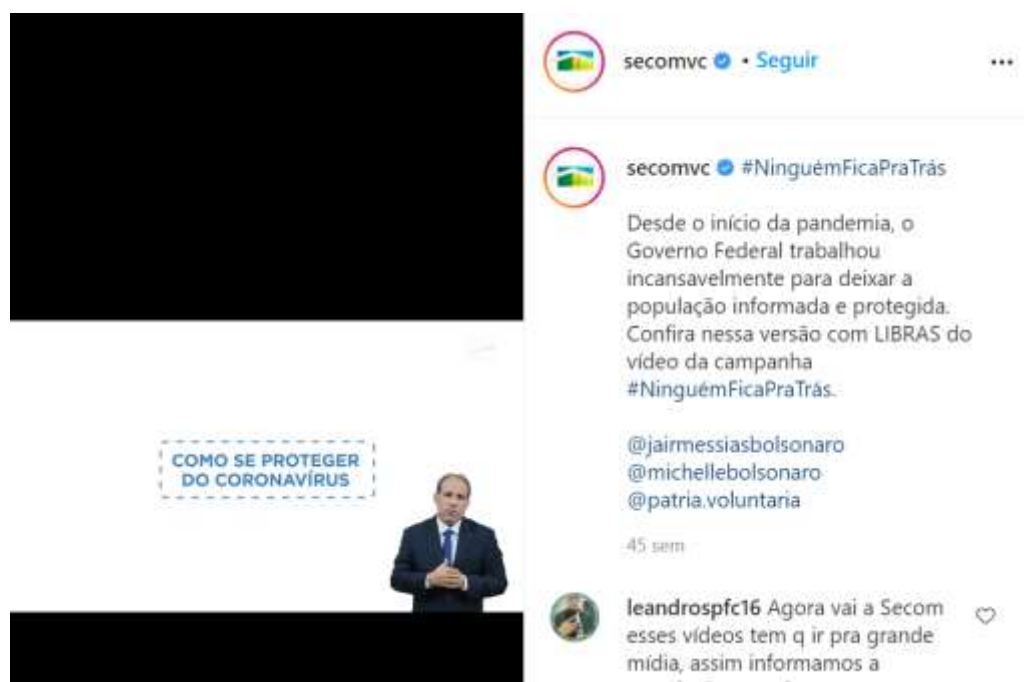 COMO SE PROTEGER
DO CORONAVÍRUS
secomvc • Seguir
secomvc #NinguémFicaPraTrás
Desde o início da pandemia, o
Governo Federal trabalhou
incansavelmente para deixar a
população informada e protegida.
Confira nessa versão com LIBRAS do
vídeo da campanha
#NinguémFicaPraTrás.
@jairmessiasbolsonaro
@michellebolsonaro
@patria.voluntaria
45 sem
leandrospfc16 Agora vai a Secom
esses vídeos tem q ir pra grande
mídia, assim informamos a